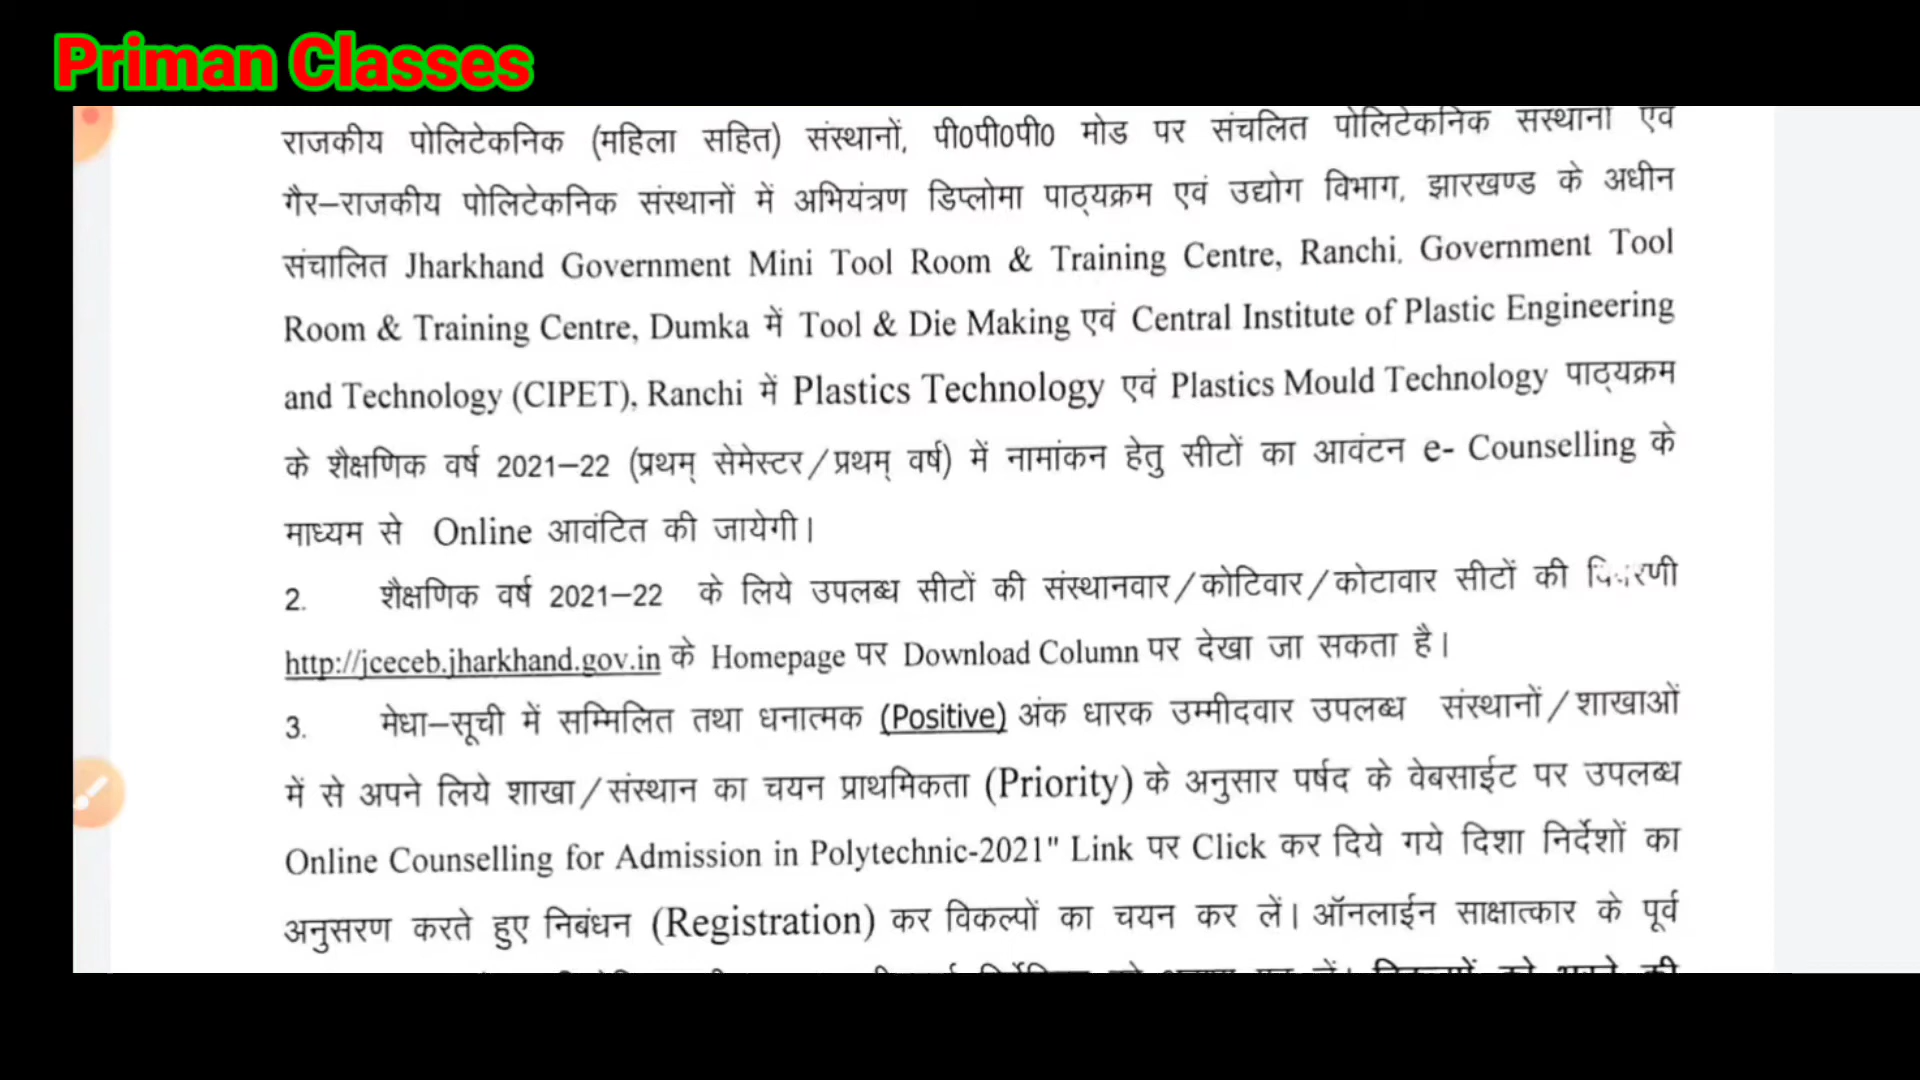 Priman Classes
राजकीय पोलिटेकनिक (महिला सहित) संस्थानों, पी0पी0पी0 मोड पर संचलित पोलिटेकनिक संस्थानों एवं
गैर–राजकीय पोलिटेकनिक संस्थानों में अभियंत्रण डिप्लोमा पाठ्यक्रम एवं उद्योग विभाग, झारखण्ड के अधीन
संचालित Jharkhand Government Mini Tool Room & Training Centre, Ranchi, Government Tool
Room & Training Centre, Dumka में Tool & Die Making एवं Central Institute of Plastic Engineering
and Technology (CIPET), Ranchi में Plastics Technology एवं Plastics Mould Technology पाठ्यक्रम
के शैक्षणिक वर्ष 2021–22 (प्रथम् सेमेस्टर/प्रथम् वर्ष) में नामांकन हेतु सीटों का आवंटन e- Counselling के
माध्यम से Online आवंटित की जायेगी।
2. शैक्षणिक वर्ष 2021–22 के लिये उपलब्ध सीटों की संस्थानवार/कोटिवार/कोटावार सीटों की
http://jceceb.jharkhand.gov.in के Homepage पर Download Column पर देखा जा सकता है।
3. मेधा–सूची में सम्मिलित तथा धनात्मक (Positive) अंक धारक उम्मीदवार उपलब्ध संस्थानों/शाखाओं
में से अपने लिये शाखा/संस्थान का चयन प्राथमिकता (Priority) के अनुसार पर्षद के वेबसाईट पर उपलब्ध
Online Counselling for Admission in Polytechnic-2021" Link पर Click कर दिये गये दिशा निर्देशों का
अनुसरण करते हुए निबंधन (Registration) कर विकल्पों का चयन कर लें। ऑनलाईन साक्षात्कार के पूर्व